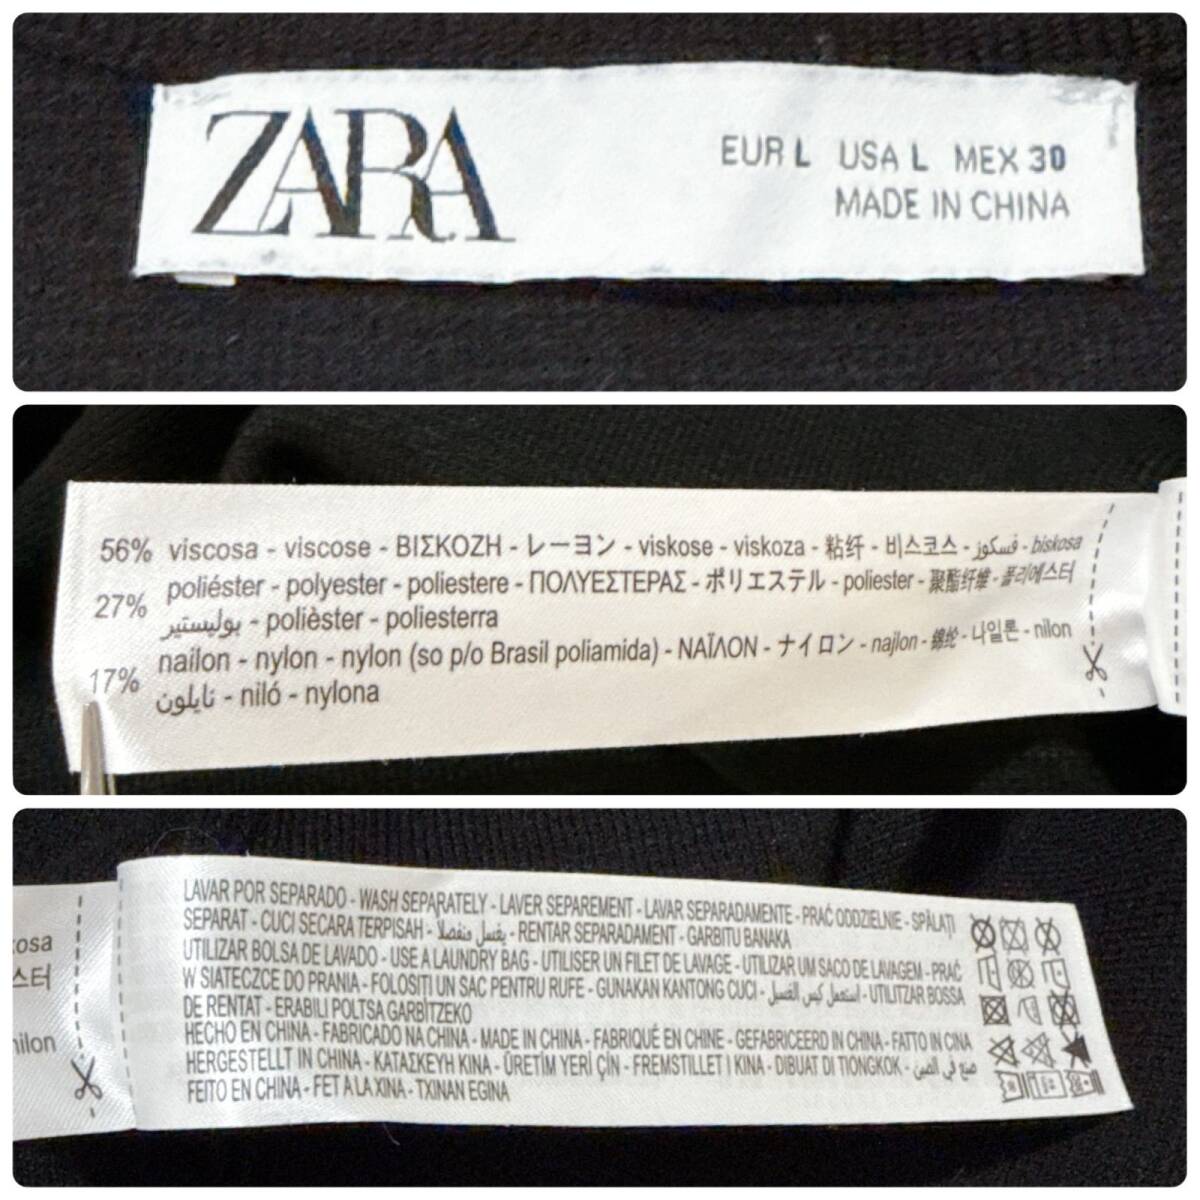 ZARA
EUR L USA L MEX 30
MADE IN CHINA
56% viscosa - viscose - ΒΙΣΚΟΖΗ - レーヨン - viskose - viskoza - 粘纤 - 비스코스 - فسكوز - biskosa
27% poliéster - polyester - poliestere - ΠΟΛΥΕΣΤΕΡΑΣ - ポリエステル - poliester - 聚酯纤维 - 폴리에스터
بوليستير - polièster - poliesterra
17% nailon - nylon - nylon (so p/o Brasil poliamida) - ΝΑΪΛΟΝ - ナイロン - najlon - 锦纶 - 나일론 - nilon
نايلون - niló - nylona
LAVAR POR SEPARADO - WASH SEPARATELY - LAVER SEPAREMENT - LAVAR SEPARADAMENTE - PRAĆ ODDZIELNIE - SPĂLAȚI
SEPARAT - CUCI SECARA TERPISAH - يغسل منفصلاً - RENTAR SEPARADAMENT - GARBITU BANAKA
UTILIZAR BOLSA DE LAVADO - USE A LAUNDRY BAG - UTILISER UN FILET DE LAVAGE - UTILIZAR UM SACO DE LAVAGEM - PRAĆ
W SIATECZCE DO PRANIA - FOLOSITI UN SAC PENTRU RUFE - GUNAKAN KANTONG CUCI - استعمل كيس الغسيل - UTILITZAR BOSSA
DE RENTAT - ERABILI POLTSA GARBITZEKO
HECHO EN CHINA - FABRICADO NA CHINA - MADE IN CHINA - FABRIQUÉ EN CHINE - GEFABRICEERD IN CHINA - FATTO IN CINA
HERGESTELLT IN CHINA - ΚΑΤΑΣΚΕΥΗ ΚΙΝΑ - ÜRETİM YERİ ÇİN - FREMSTILLET I KINA - DIBUAT DI TIONGKOK - صنع في الصين
FEITO EN CHINA - FET A LA XINA - TXINAN EGINA
kosa
스터
nilon